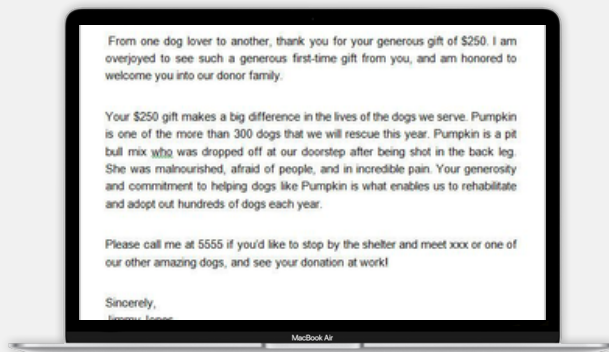 From one dog lover to another, thank you for your generous gift of $250. I am
overjoyed to see such a generous first-time gift from you, and am honored to
welcome you into our donor family.
Your $250 gift makes a big difference in the lives of the dogs we serve. Pumpkin
is one of the more than 300 dogs that we will rescue this year. Pumpkin is a pit
bull mix who was dropped off at our doorstep after being shot in the back leg.
She was malnourished, afraid of people, and in incredible pain. Your generosity
and commitment to helping dogs like Pumpkin is what enables us to rehabilitate
and adopt out hundreds of dogs each year.
Please call me at 5555 if you'd like to stop by the shelter and meet xxx or one of
our other amazing dogs, and see your donation at work!
Sincerely,
Jimmy Jones
MacBook Air